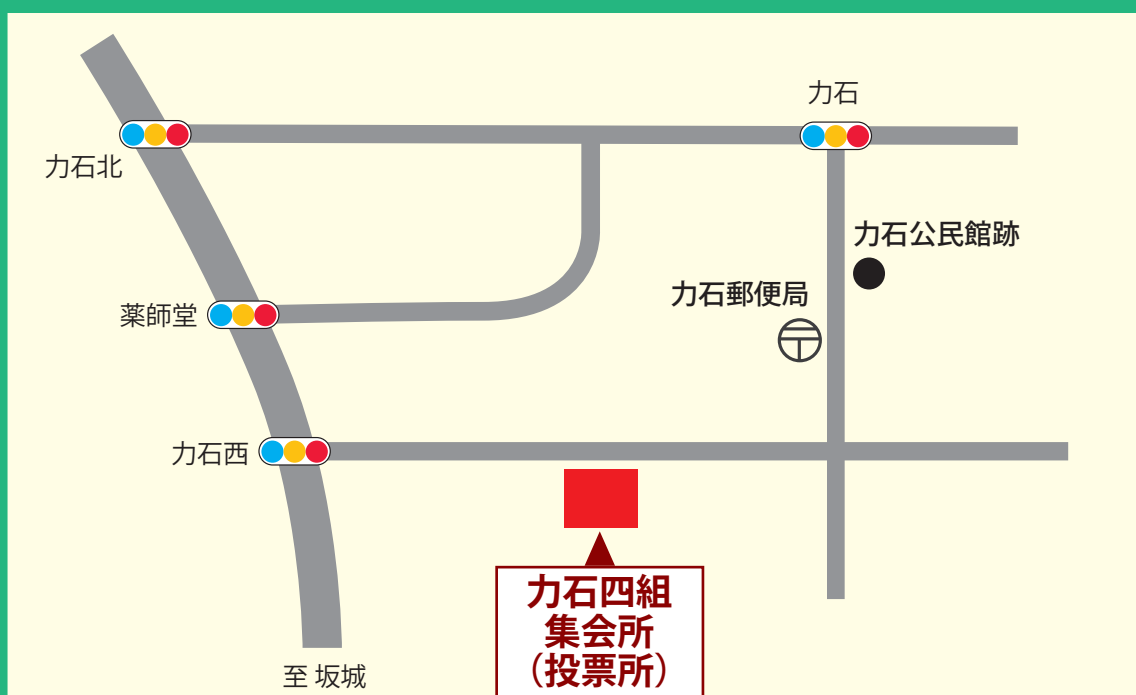 力石
力石北
力石公民館跡
力石郵便局
薬師堂
力石西
力石四組
集会所
（投票所）
至 坂城